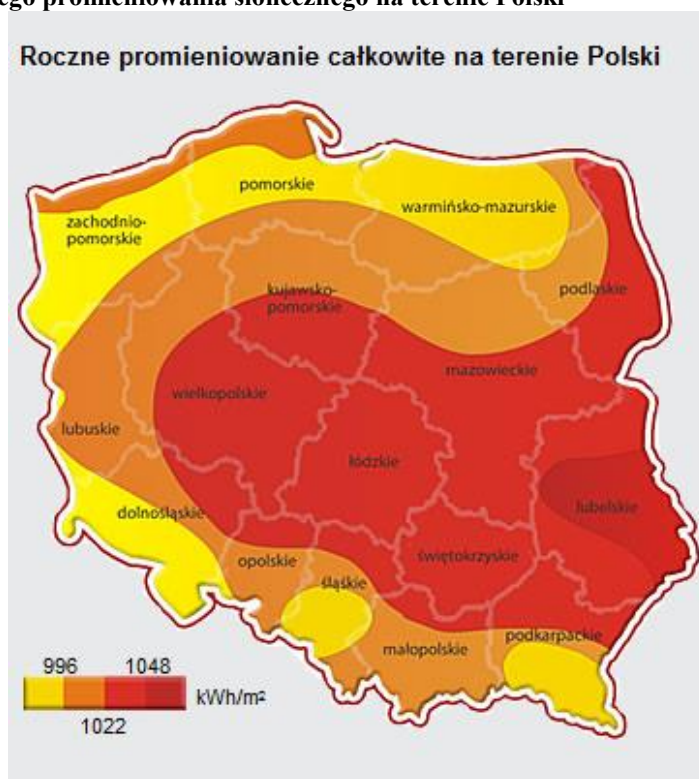 ego promieniowania słonecznego na terenie Polski
Roczne promieniowanie całkowite na terenie Polski
pomorskie
warmińsko-mazurskie
zachodnio-
pomorskie
podlaskie
kujawsko-
pomorskie
mazowieckie
wielkopolskie
lubuskie
łódzkie
lubelskie
dolnośląskie
świętokrzyskie
opolskie
śląskie
podkarpackie
małopolskie
996 1048
kWh/m²
1022